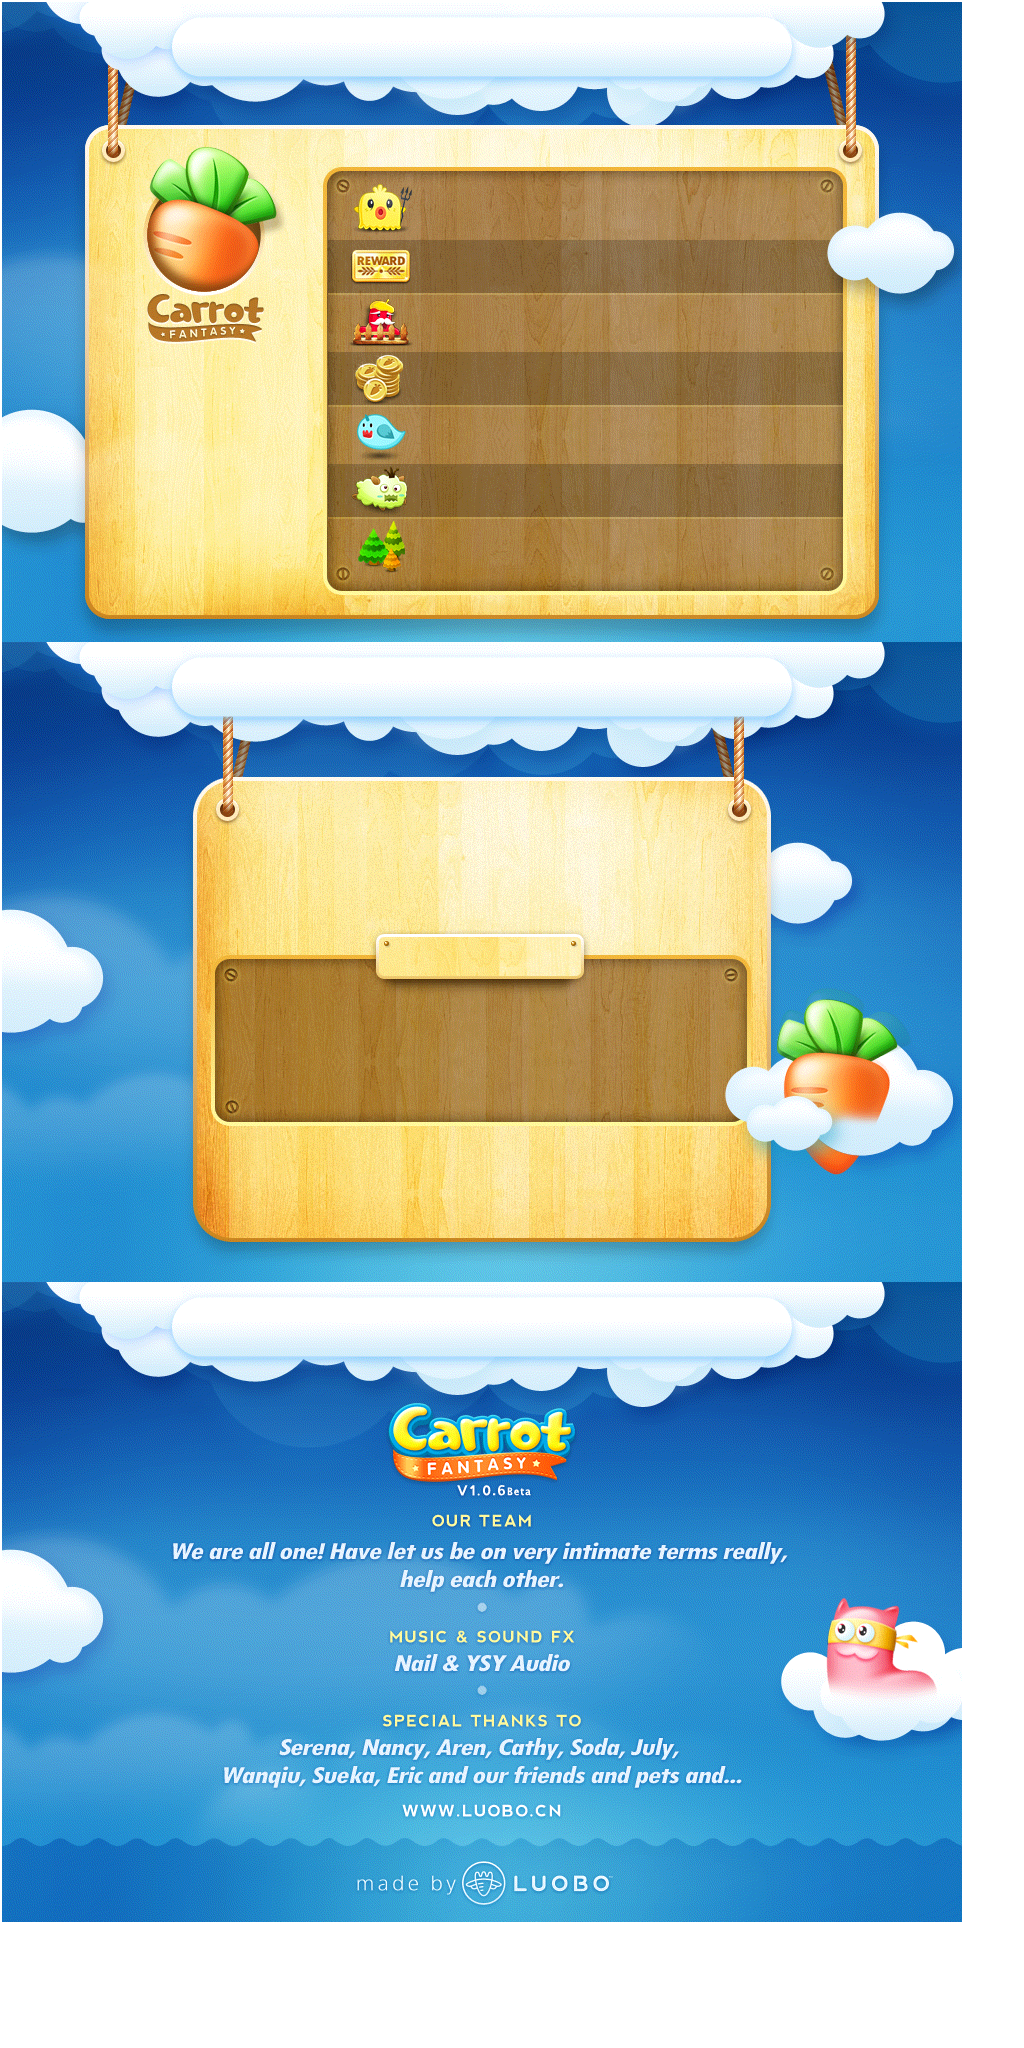 REWARD
Carrot
FANTASY
Carrot
FANTASY
V1.0.6Beta
OUR TEAM
We are all one! Have let us be on very intimate terms really,
help each other.
MUSIC & SOUND FX
Nail & YSY Audio
SPECIAL THANKS TO
Serena, Nancy, Aren, Cathy, Soda, July,
Wanqiu, Sueka, Eric and our friends and pets and...
WWW.LUOBO.CN
made by LUOBO